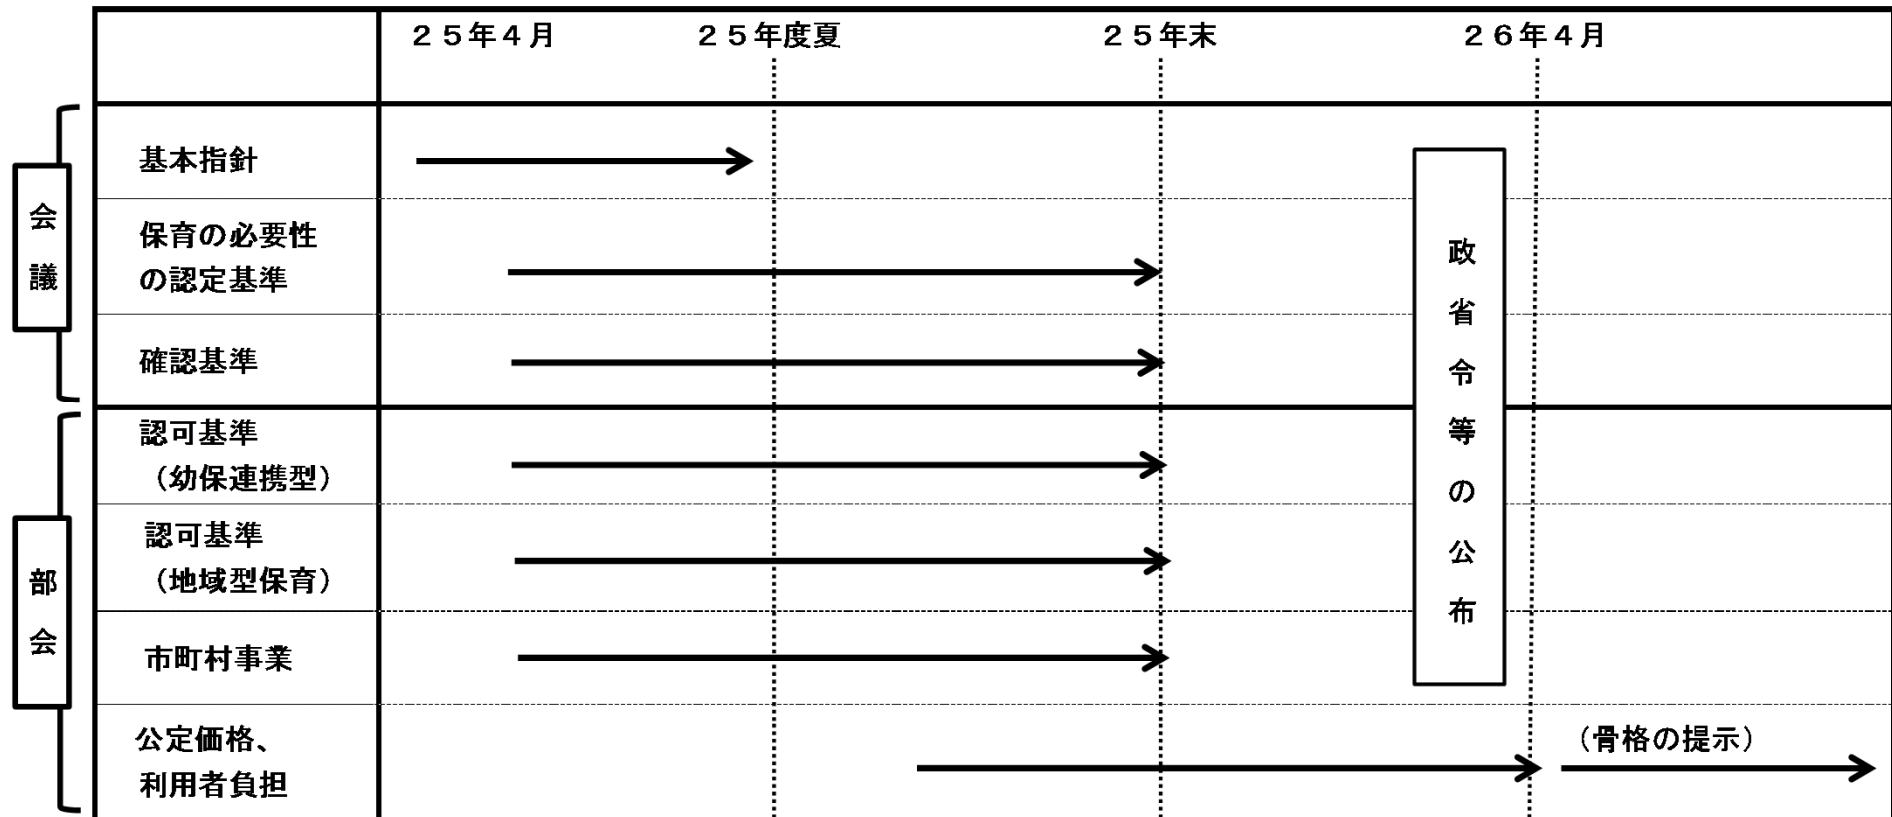 ２５年４月
２５年度夏
２５年末
２６年４月
会議
基本指針
保育の必要性
の認定基準
確認基準
部会
認可基準
（幼保連携型）
認可基準
（地域型保育）
市町村事業
公定価格、
利用者負担
政省令等の公布
（骨格の提示）